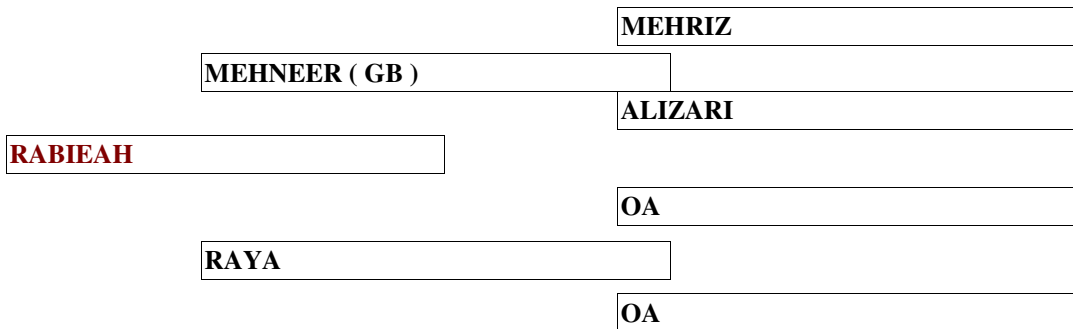 MEHRIZ
MEHNEER ( GB )
ALIZARI
RABIEAH
OA
RAYA
OA